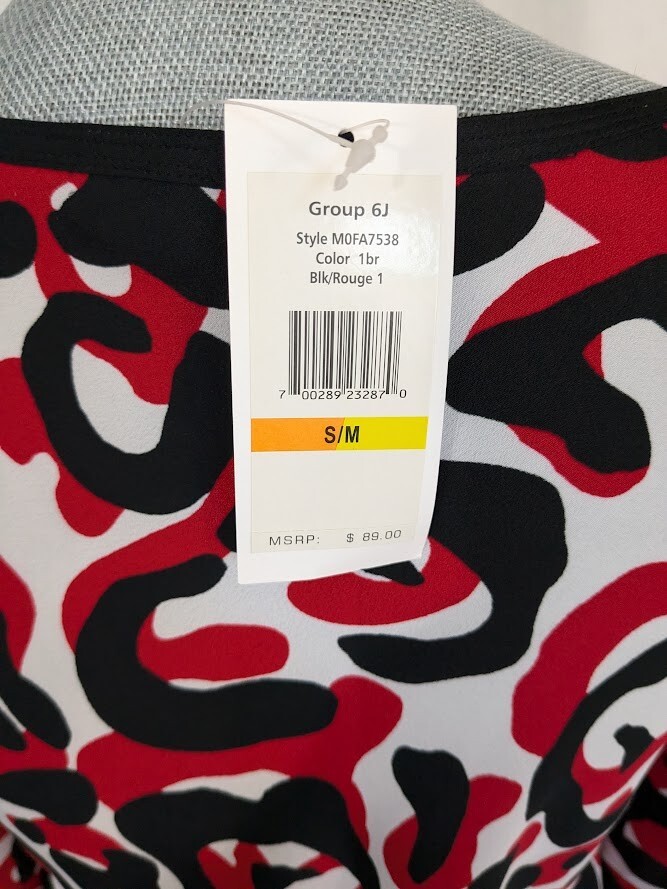 Group 6J
Style M0FA7538
Color 1br
Blk/Rouge 1
7 00289 23287 0
S/M
MSRP: $ 89.00